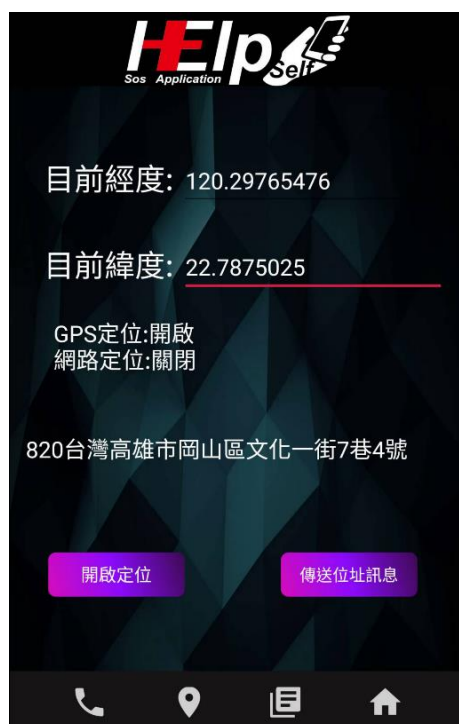 HElp
Self
Sos Application
目前經度: 120.29765476
目前緯度: 22.7875025
GPS定位:開啟
網路定位:關閉
820台灣高雄市岡山區文化一街7巷4號
開啟定位
傳送位址訊息